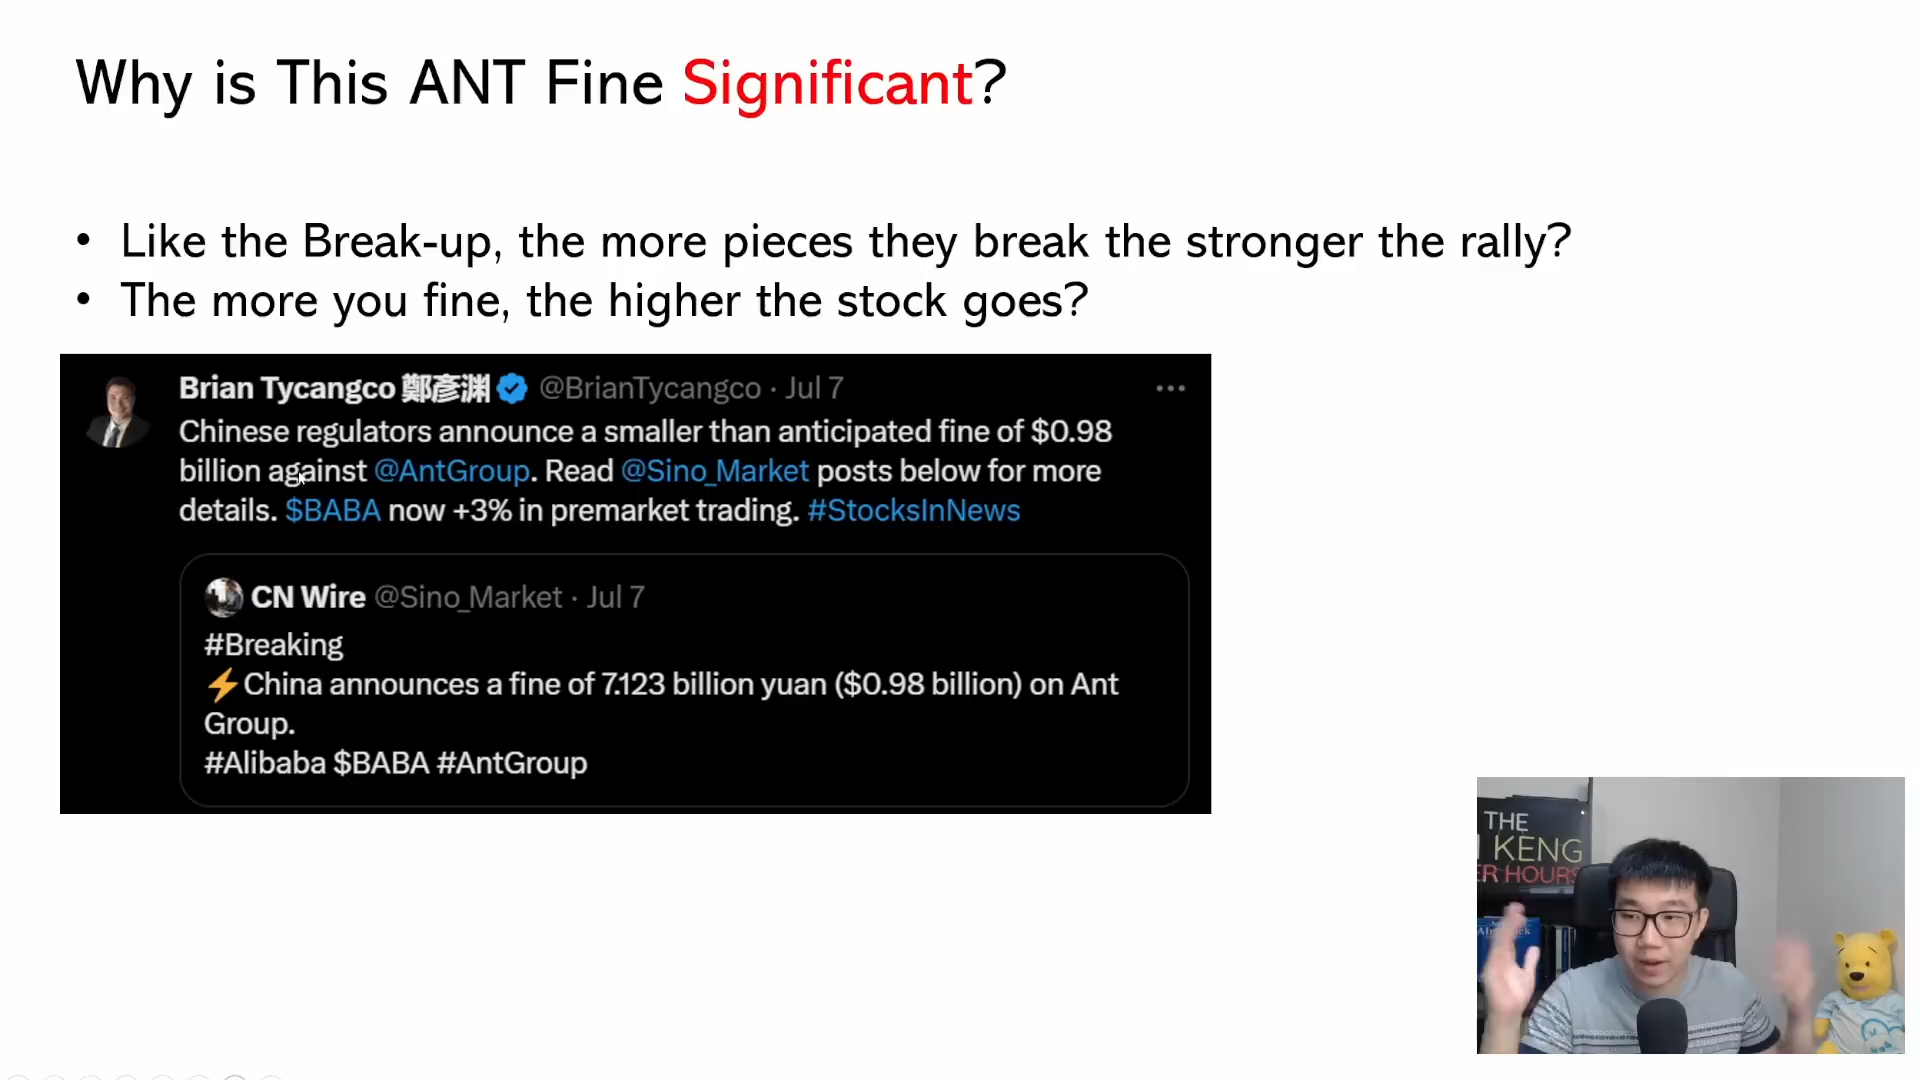 Why is This ANT Fine Significant?
• Like the Break-up, the more pieces they break the stronger the rally?
• The more you fine, the higher the stock goes?
Brian Tycangco 鄭彥渊 @BrianTycangco · Jul 7
Chinese regulators announce a smaller than anticipated fine of $0.98
billion against @AntGroup. Read @Sino_Market posts below for more
details. $BABA now +3% in premarket trading. #StocksInNews
CN Wire @Sino_Market · Jul 7
#Breaking
⚡China announces a fine of 7.123 billion yuan ($0.98 billion) on Ant
Group.
#Alibaba $BABA #AntGroup
THE
KENG
ER HOURS